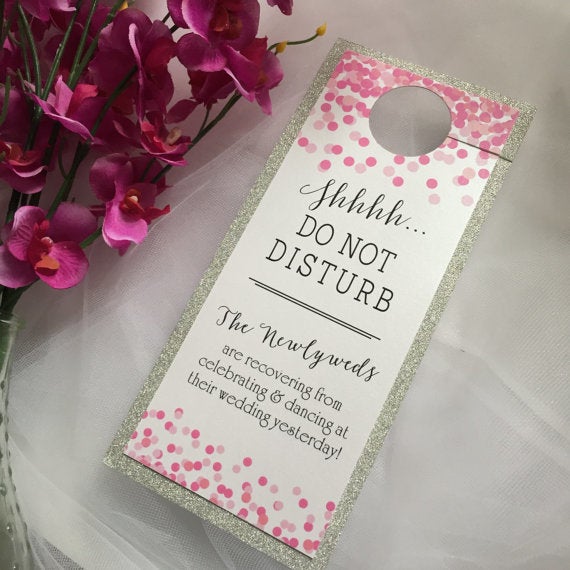 Shhhh...
DO NOT
DISTURB
The Newlyweds
are recovering from
celebrating & dancing at
their wedding yesterday!